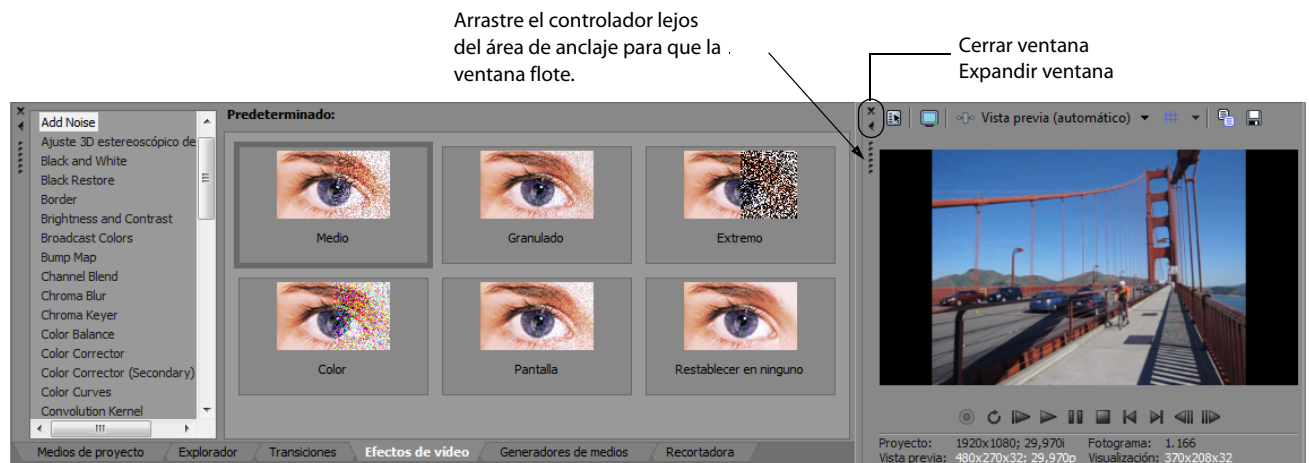 Arrastre el controlador lejos
del área de anclaje para que la
ventana flote.
Cerrar ventana
Expandir ventana
Add Noise
Ajuste 3D estereoscópico de
Black and White
Black Restore
Border
Brightness and Contrast
Broadcast Colors
Bump Map
Channel Blend
Chroma Blur
Chroma Keyer
Color Balance
Color Corrector
Color Corrector (Secondary)
Color Curves
Convolution Kernel
Predeterminado:
Medio
Granulado
Extremo
Color
Pantalla
Restablecer en ninguno
Medios de proyecto
Explorador
Transiciones
Efectos de vídeo
Generadores de medios
Recortadora
Vista previa (automático)
Proyecto: 1920x1080; 29,970i Fotograma: 1.166
Vista previa: 480x270x32; 29,970p Visualización: 370x208x32